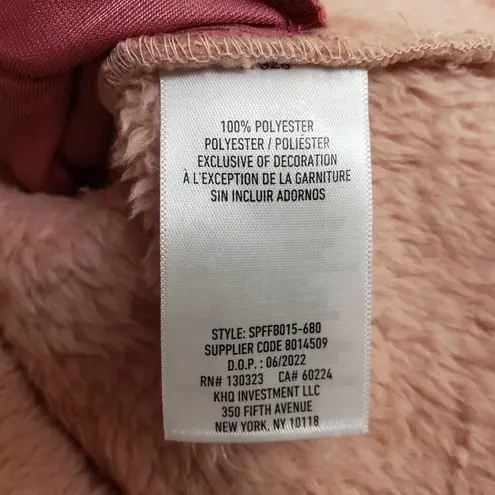 100% POLYESTER
POLYESTER / POLIÉSTER
EXCLUSIVE OF DECORATION
À L'EXCEPTION DE LA GARNITURE
SIN INCLUIR ADORNOS
STYLE: SPFFB015-680
SUPPLIER CODE 8014509
D.O.P.: 06/2022
RN# 130323 CA# 60224
KHQ INVESTMENT LLC
350 FIFTH AVENUE
NEW YORK, NY 10118